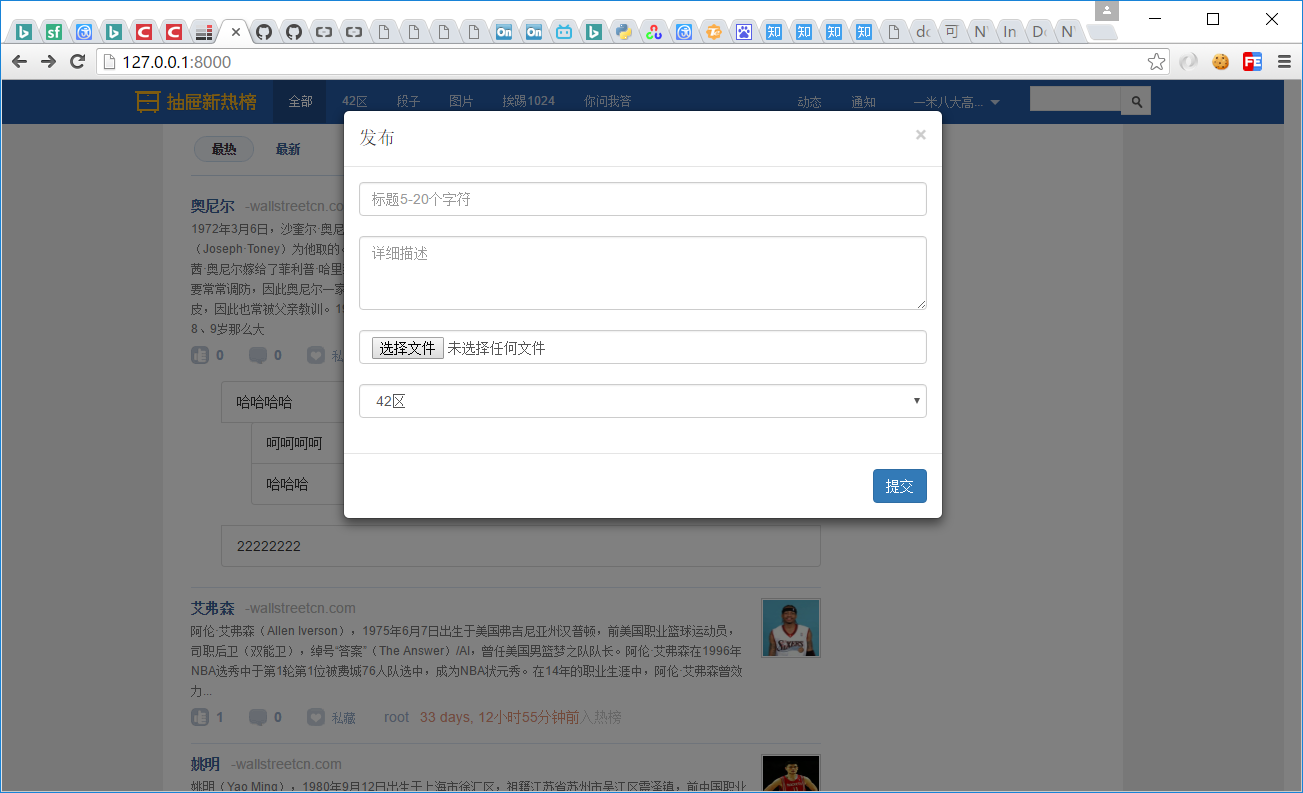 sf
On
On
知
知
知
知
dc
可
N'
In
Do
N'
127.0.0.1:8000
FE
抽屉新热榜
全部
42区
段子
图片
挨踢1024
你问我答
动态
通知
一米八大高...
发布
×
最热
最新
标题5-20个字符
奥尼尔 -wallstreetcn.co
1972年3月6日，沙奎尔·奥尼
（Joseph·Toney）为他取的
详细描述
茜·奥尼尔嫁给了菲利普·哈里
要常常调防，因此奥尼尔一家
皮，因此也常被父亲教训。19
8、9岁那么大
选择文件 未选择任何文件
0 0 私
42区
哈哈哈哈
呵呵呵呵
哈哈哈
提交
22222222
艾弗森 -wallstreetcn.com
阿伦·艾弗森（Allen Iverson），1975年6月7日出生于美国弗吉尼亚州汉普顿，前美国职业篮球运动员，
司职后卫（双能卫），绰号“答案”（The Answer）/AI，曾任美国男篮梦之队队长。阿伦·艾弗森在1996年
NBA选秀中于第1轮第1位被费城76人队选中，成为NBA状元秀。在14年的职业生涯中，阿伦·艾弗森曾效
力...
1 0 私藏 root 33 days, 12小时55分钟前入热榜
姚明 -wallstreetcn.com
姚明（Yao Ming），1980年9月12日出生于上海市徐汇区，祖籍江苏省苏州市吴江区震泽镇，前中国职业